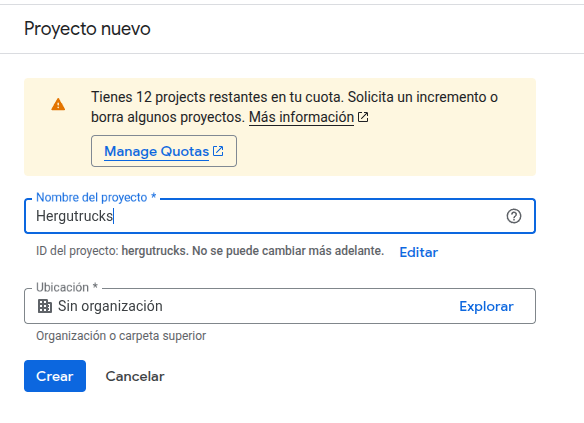 Proyecto nuevo
Tienes 12 projects restantes en tu cuota. Solicita un incremento o
borra algunos proyectos. Más información
Manage Quotas
Nombre del proyecto *
Hergutrucks
ID del proyecto: hergutrucks. No se puede cambiar más adelante. Editar
Ubicación *
Sin organización Explorar
Organización o carpeta superior
Crear Cancelar